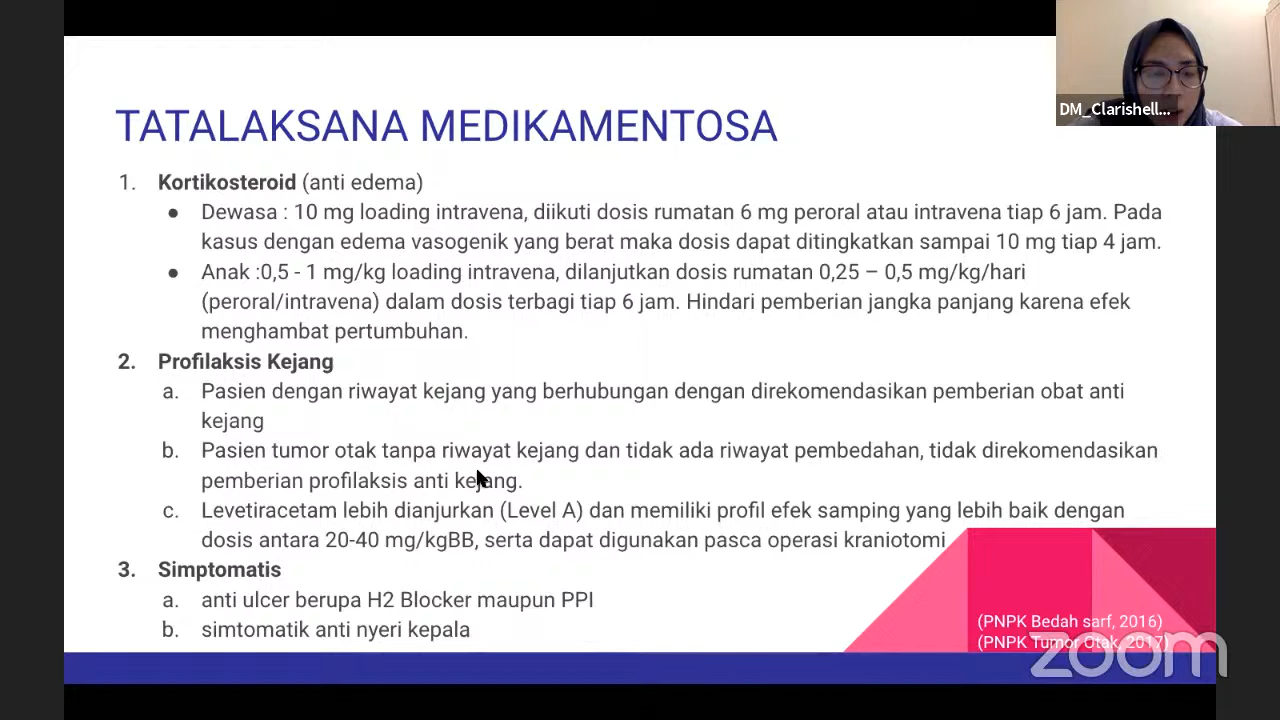 DM_Clarishell...
TATALAKSANA MEDIKAMENTOSA
1. Kortikosteroid (anti edema)
● Dewasa : 10 mg loading intravena, diikuti dosis rumatan 6 mg peroral atau intravena tiap 6 jam. Pada
kasus dengan edema vasogenik yang berat maka dosis dapat ditingkatkan sampai 10 mg tiap 4 jam.
● Anak :0,5 - 1 mg/kg loading intravena, dilanjutkan dosis rumatan 0,25 – 0,5 mg/kg/hari
(peroral/intravena) dalam dosis terbagi tiap 6 jam. Hindari pemberian jangka panjang karena efek
menghambat pertumbuhan.
2. Profilaksis Kejang
a. Pasien dengan riwayat kejang yang berhubungan dengan direkomendasikan pemberian obat anti
kejang
b. Pasien tumor otak tanpa riwayat kejang dan tidak ada riwayat pembedahan, tidak direkomendasikan
pemberian profilaksis anti kejang.
c. Levetiracetam lebih dianjurkan (Level A) dan memiliki profil efek samping yang lebih baik dengan
dosis antara 20-40 mg/kgBB, serta dapat digunakan pasca operasi kraniotomi
3. Simptomatis
a. anti ulcer berupa H2 Blocker maupun PPI
b. simtomatik anti nyeri kepala
(PNPK Bedah sarf, 2016)
(PNPK Tumor Otak, 2017)
zoom